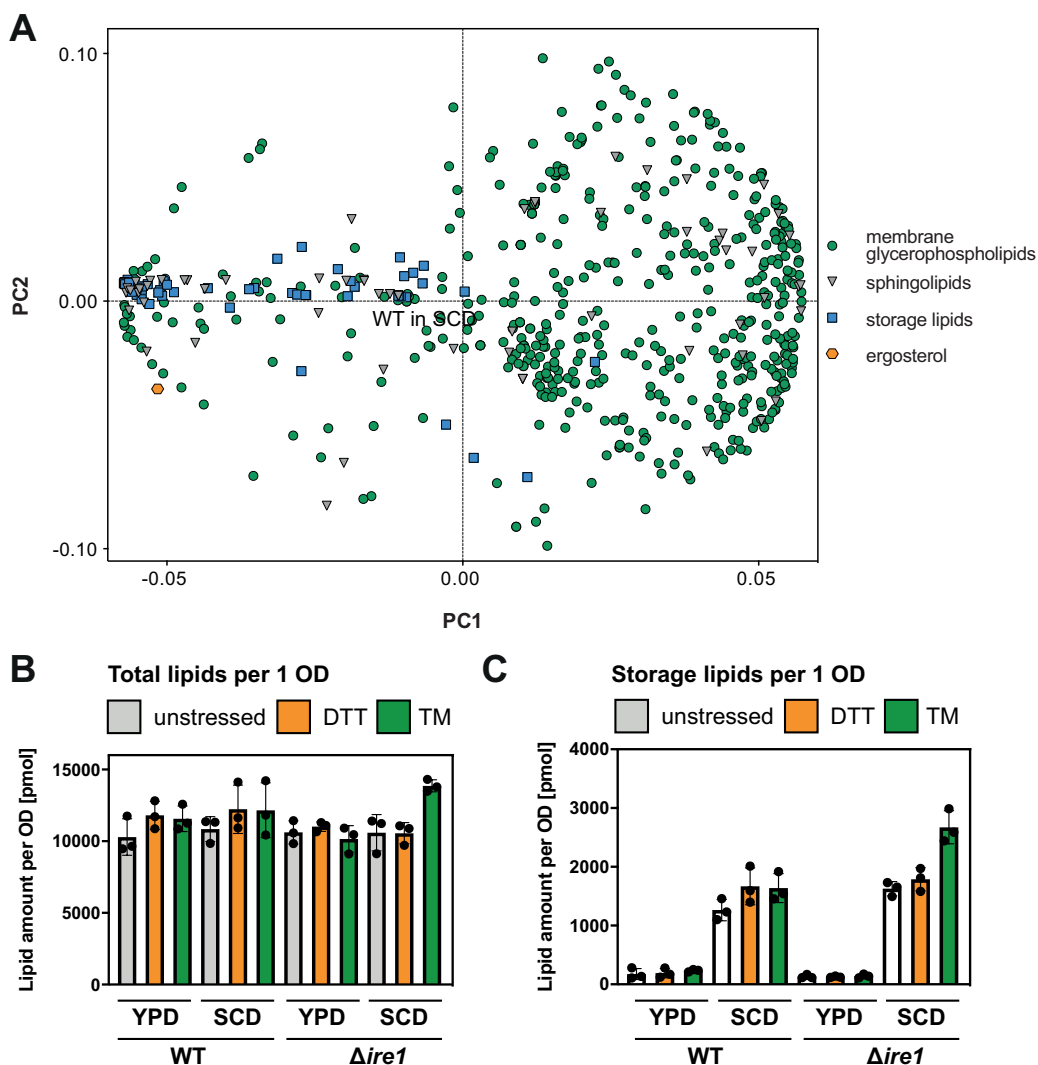 A
0.10
0.00
-0.10
PC2
WT in SCD
-0.05
0.00
0.05
PC1
membrane
glycerophospholipids
sphingolipids
storage lipids
ergosterol
B
Total lipids per 1 OD
unstressed
DTT
TM
Lipid amount per OD [pmol]
15000
10000
5000
0
YPD
SCD
YPD
SCD
WT
Δire1
C
Storage lipids per 1 OD
unstressed
DTT
TM
Lipid amount per OD [pmol]
4000
3000
2000
1000
0
YPD
SCD
YPD
SCD
WT
Δire1